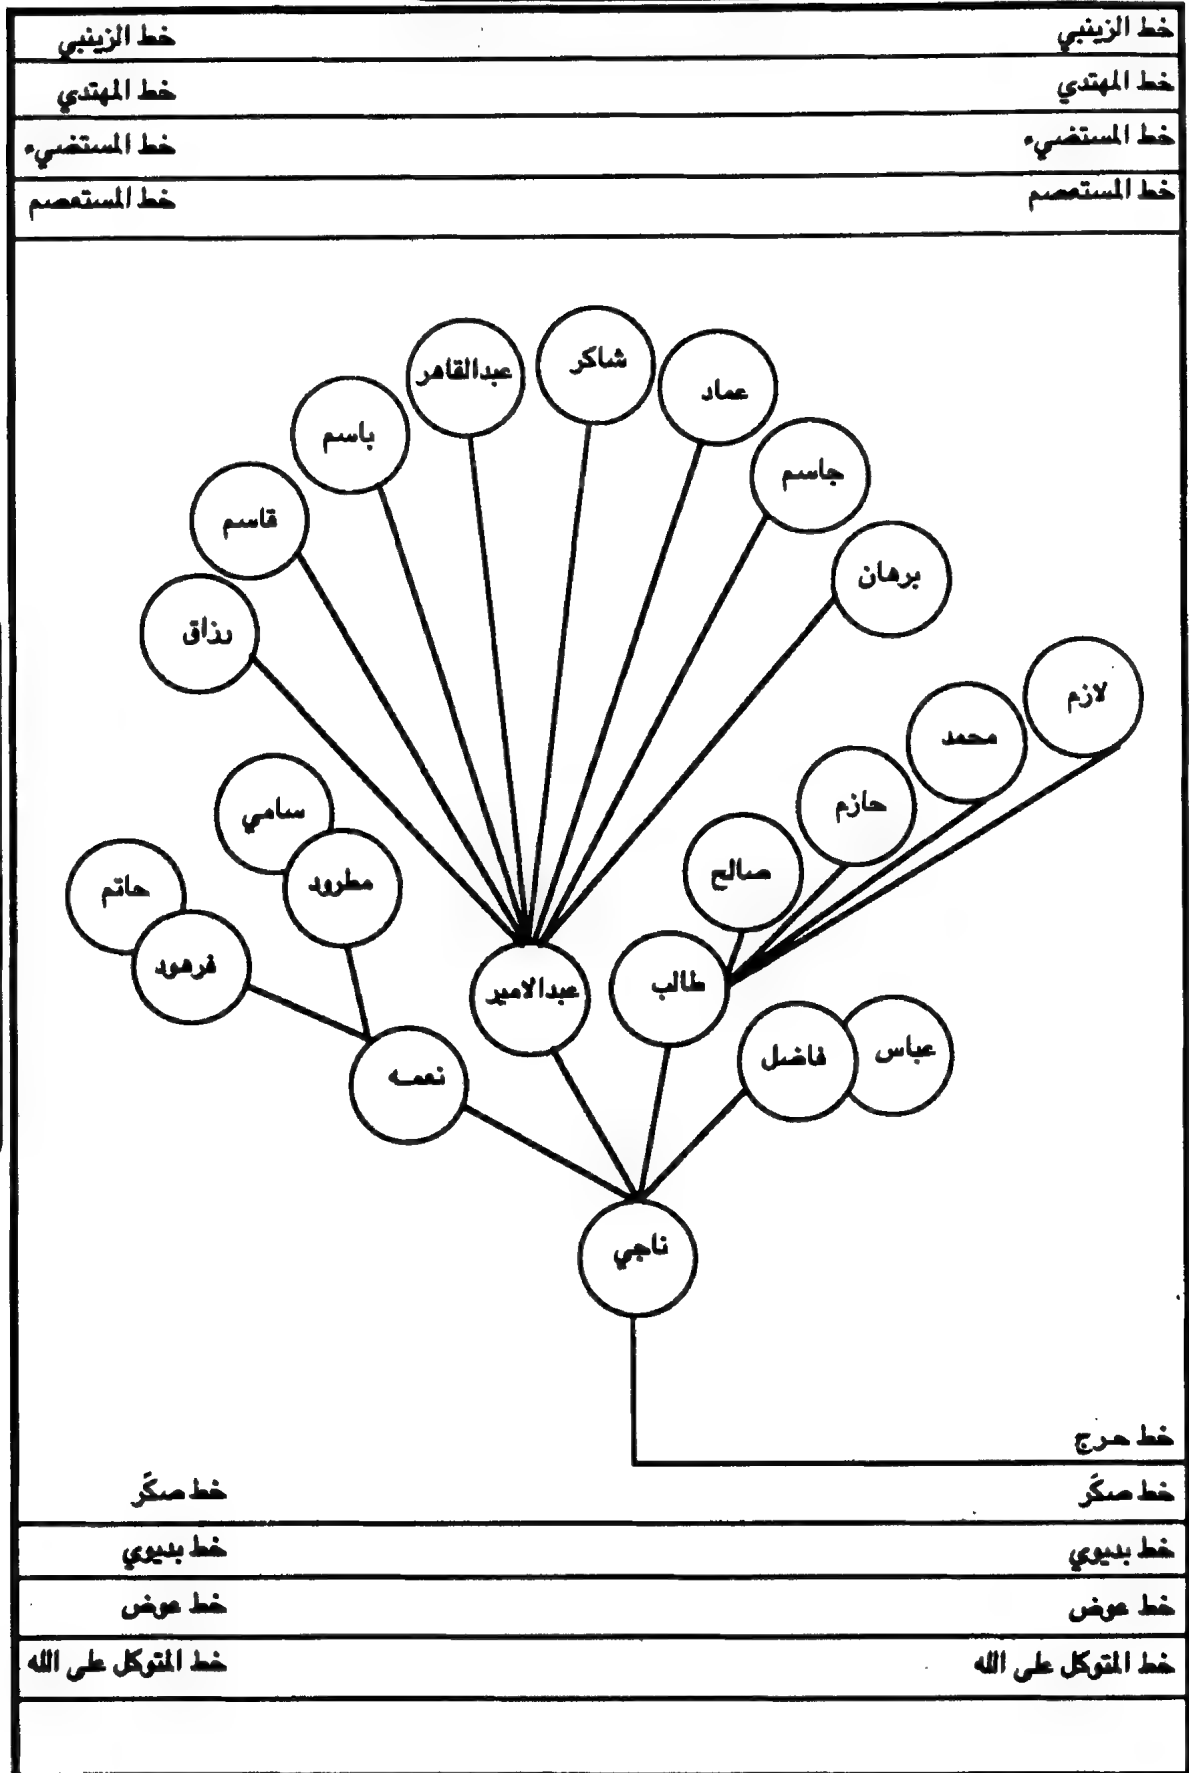 خط الزينبي خط الزينبي
خط المهتدي خط المهتدي
خط المستضيء خط المستضيء
خط المستعصم خط المستعصم
شاكر
عبدالقاهر
عماد
باسم
جاسم
قاسم
برهان
رزاق
لازم
محمد
حازم
سامي
صالح
مطرود
حاتم
فرهود
طالب
عبدالامير
عباس
فاضل
نعمـه
ناجي
خط حرج
خط صكَر خط صكَر
خط بديوي خط بديوي
خط عوض خط عوض
خط المتوكل على الله خط المتوكل على الله